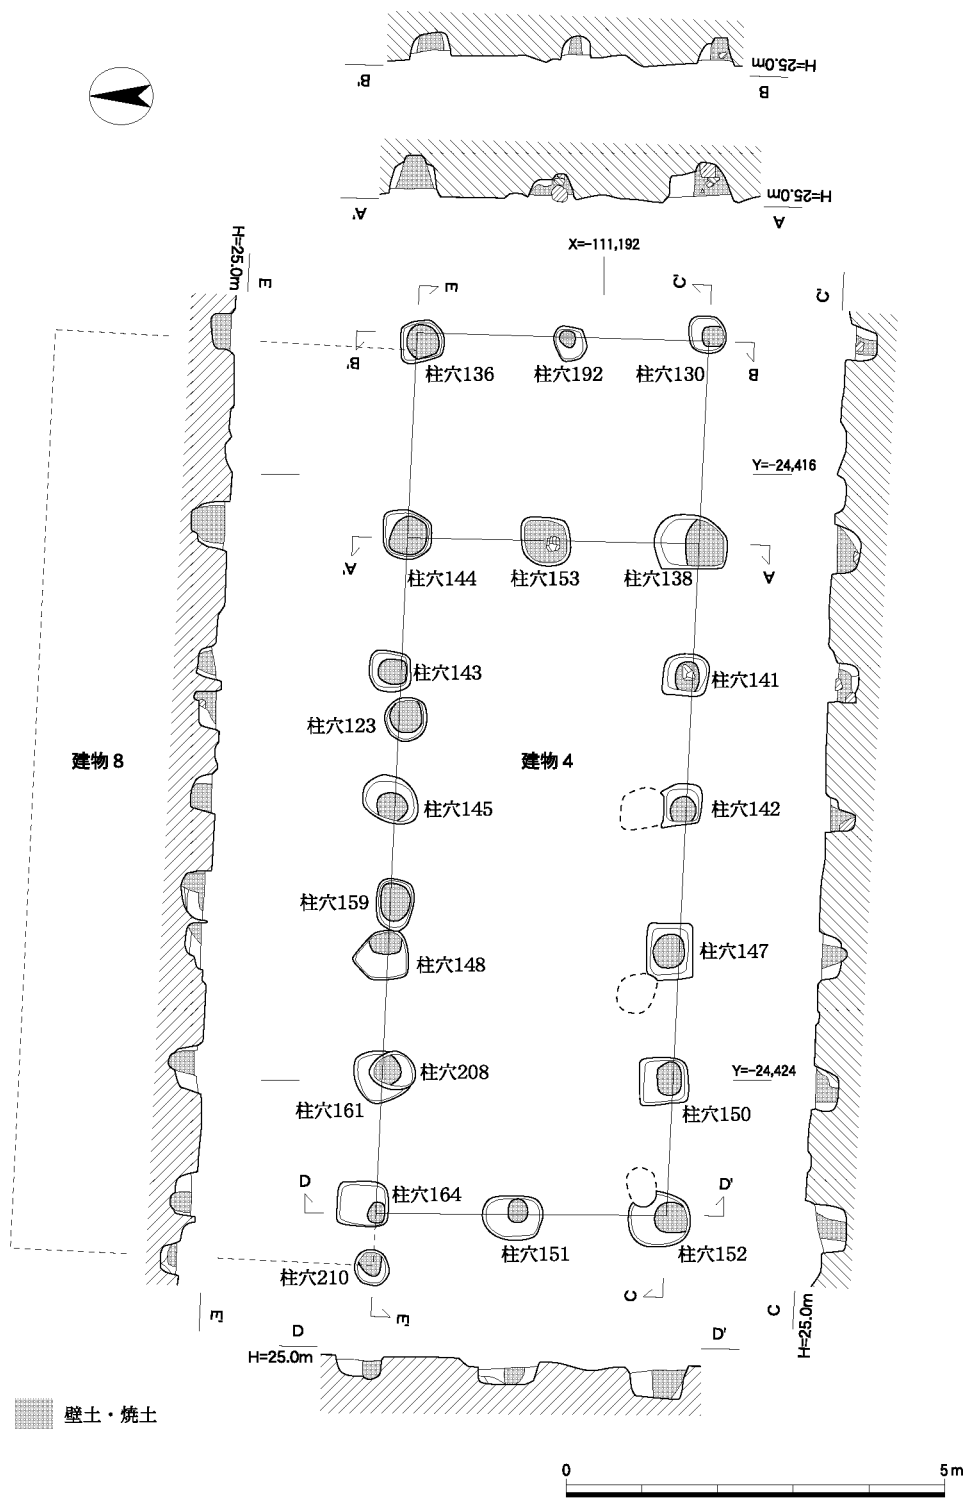 H=25.0m
B'
B
H=25.0m
A'
A
H=25.0m
E
X=-111,192
C'
E
C'
B'
B
柱穴136
柱穴192
柱穴130
Y=-24,416
A'
A
柱穴144
柱穴153
柱穴138
柱穴143
柱穴141
柱穴123
建物8
建物4
柱穴145
柱穴142
柱穴159
柱穴148
柱穴147
柱穴208
柱穴161
Y=-24,424
柱穴150
D
柱穴164
D'
柱穴151
柱穴152
柱穴210
E'
E'
C
C
H=25.0m
D
H=25.0m
D'
壁土・焼土
0
5m